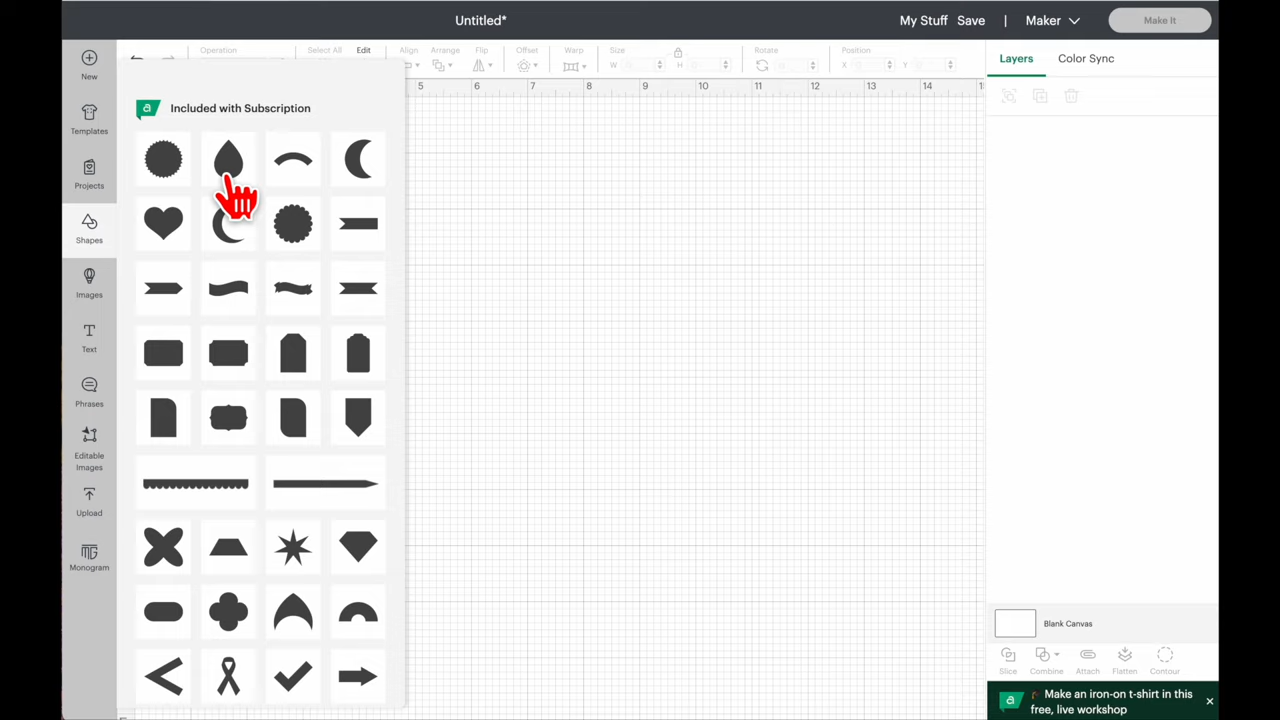 Untitled*
My Stuff
Save
|
Maker
Make It
New
Templates
Projects
Shapes
Images
Text
Phrases
Editable
Images
Upload
Monogram
Operation
Select All
Edit
Align
Arrange
Flip
Offset
Warp
Size
W
H
Rotate
Position
X
Y
5 6 7 8 9 10 11 12 13 14
a Included with Subscription
Layers
Color Sync
Blank Canvas
Slice
Combine
Attach
Flatten
Contour
a Make an iron-on t-shirt in this
free, live workshop